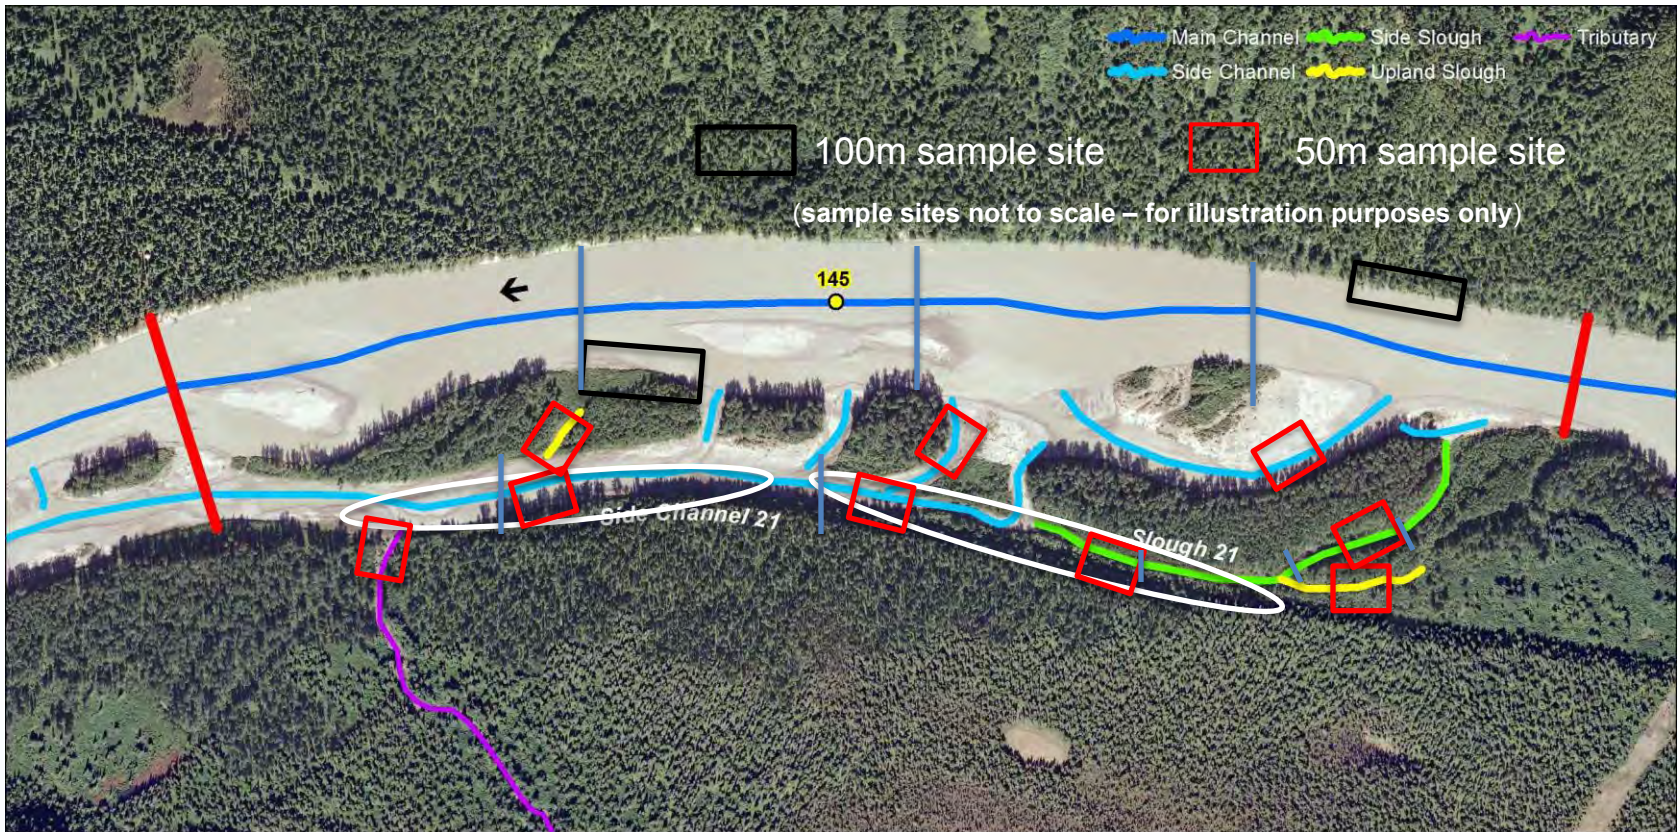 Main Channel Side Slough Tributary
Side Channel Upland Slough
100m sample site 50m sample site
(sample sites not to scale – for illustration purposes only)
145
Side Channel 21
Slough 21